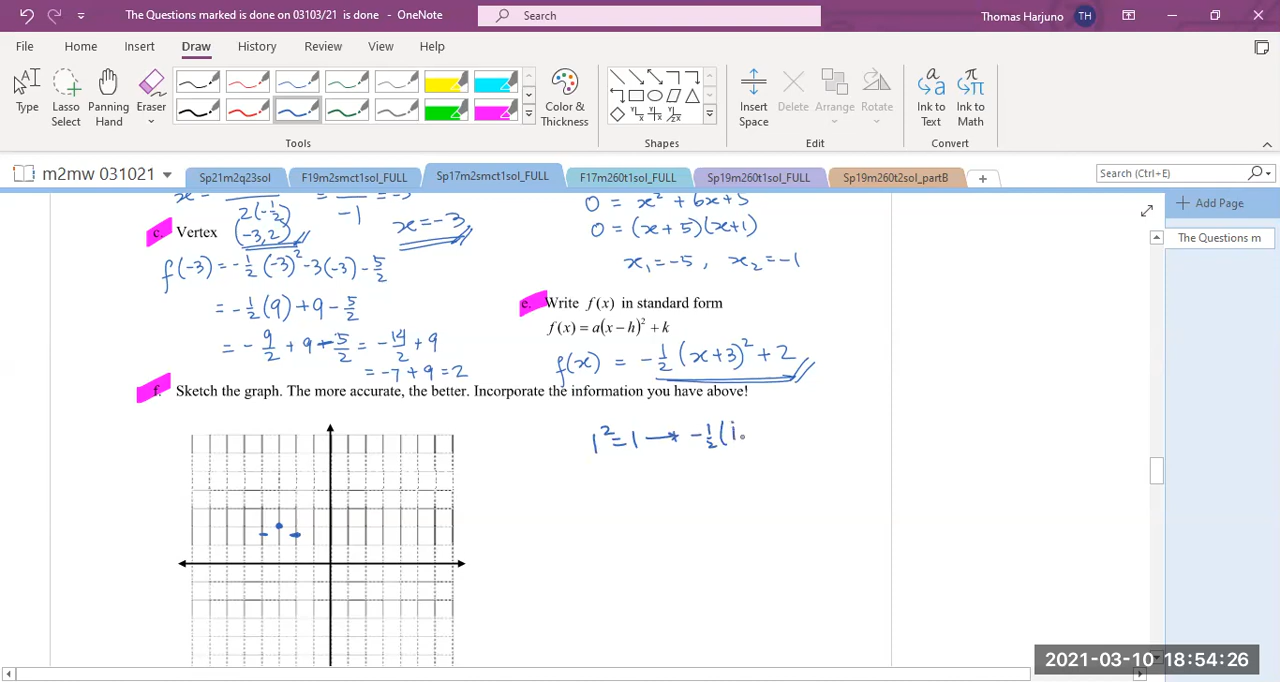 The Questions marked is done on 03103/21 is done - OneNote
Search
Thomas Harjuno TH
File Home Insert Draw View History Review View Help
Type Lasso Select Panning Hand Eraser Color & Thickness Insert Space Delete Arrange Rotate Ink to Text Ink to Math
Tools Shapes Edit Convert
m2mw 031021 Sp21m2q23sol F19m2smct1sol_FULL Sp17m2smct1sol_FULL F17m260t1sol_FULL Sp19m260t1sol_FULL Sp19m260t2sol_partB Search (Ctrl+E)
Add Page
The Questions m
2(-1/2) -1
c. Vertex (-3,2) x = -3
f(-3) = -1/2 (-3)² - 3(-3) - 5/2
= -1/2 (9) + 9 - 5/2
= -9/2 + 9 - 5/2 = -14/2 + 9
= -7 + 9 = 2
0 = x² + 6x + 5
0 = (x+5)(x+1)
x₁ = -5, x₂ = -1
e. Write f(x) in standard form
f(x) = a(x-h)² + k
f(x) = -1/2 (x+3)² + 2
f. Sketch the graph. The more accurate, the better. Incorporate the information you have above!
1² = 1 → -1/2 (1
2021-03-10 18:54:26